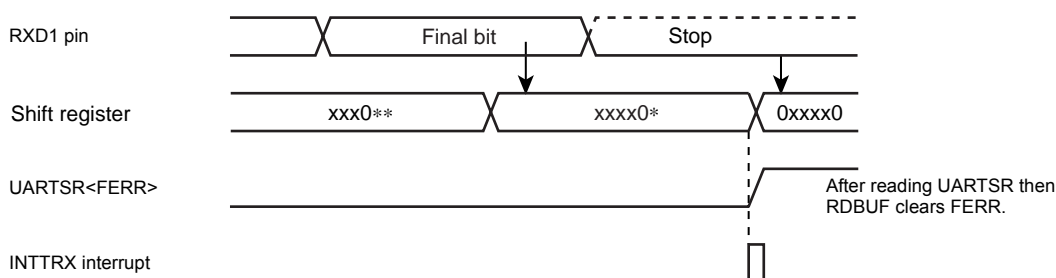 RXD1 pin
Final bit
Stop
Shift register
xxx0**
xxxx0*
0xxxx0
UARTSR<FERR>
After reading UARTSR then
RDBUF clears FERR.
INTTRX interrupt